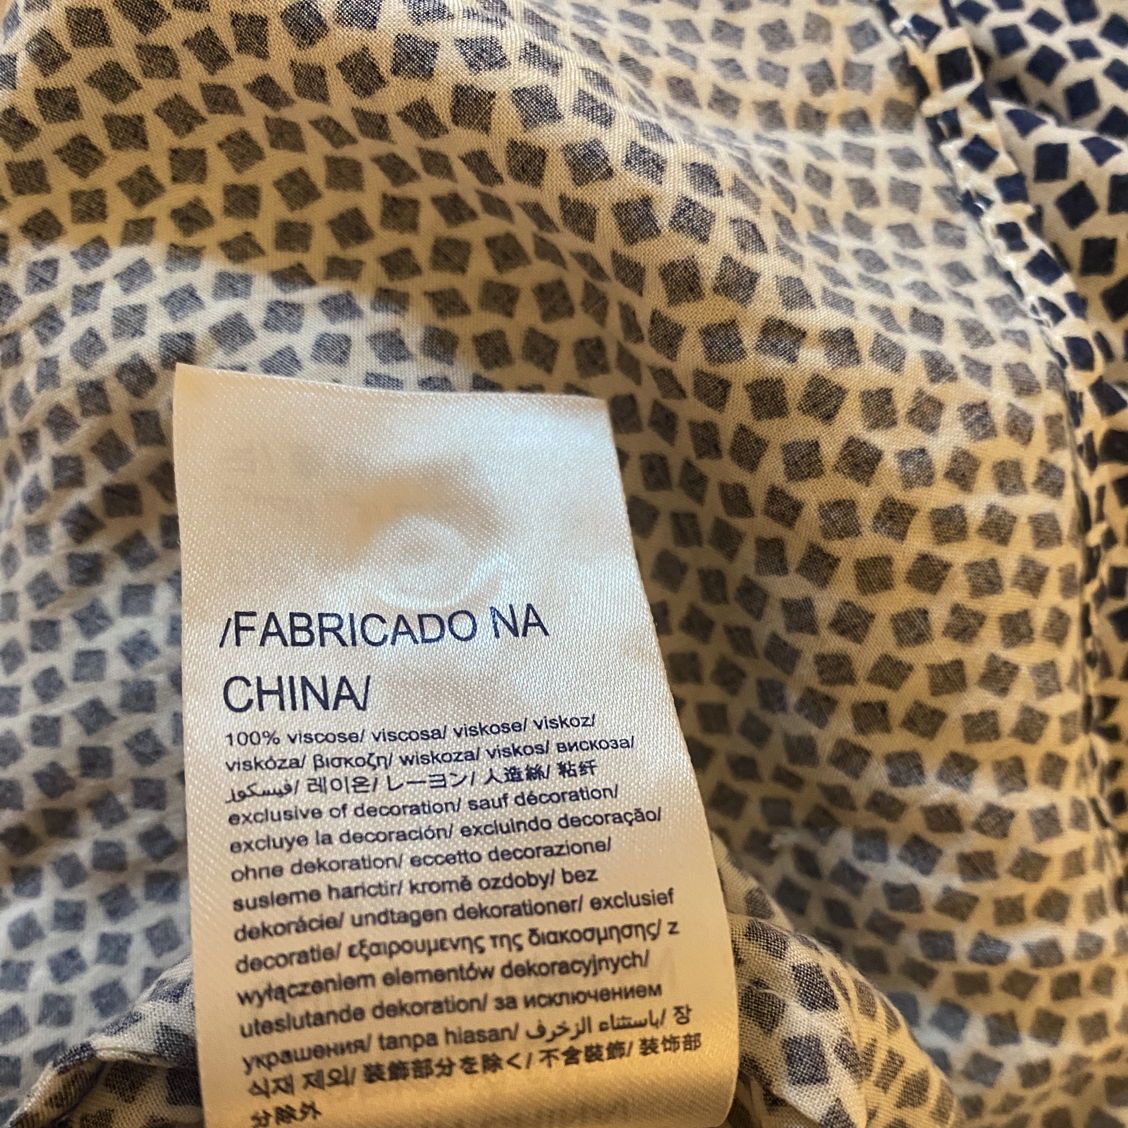 /FABRICADO NA
CHINA/
100% viscose/ viscosa/ viskose/ viskoz/
viskóza/ βισκοζη/ wiskoza/ viskos/ вискоза/
فيسكوز/ 레이온/ レーヨン/ 人造絲/ 粘纤
exclusive of decoration/ sauf décoration/
excluye la decoración/ excluindo decoração/
ohne dekoration/ eccetto decorazione/
susleme harictir/ kromě ozdoby/ bez
dekorácie/ undtagen dekorationer/ exclusief
decoratie/ εξαιρουμενης της διακοσμησης/ z
wyłączeniem elementów dekoracyjnych/
uteslutande dekoration/ за исключением
украшения/ tanpa hiasan/ باستثناء الزخرف/ 장
식재 제외/ 装飾部分を除く/ 不含裝飾/ 装饰部
分除外